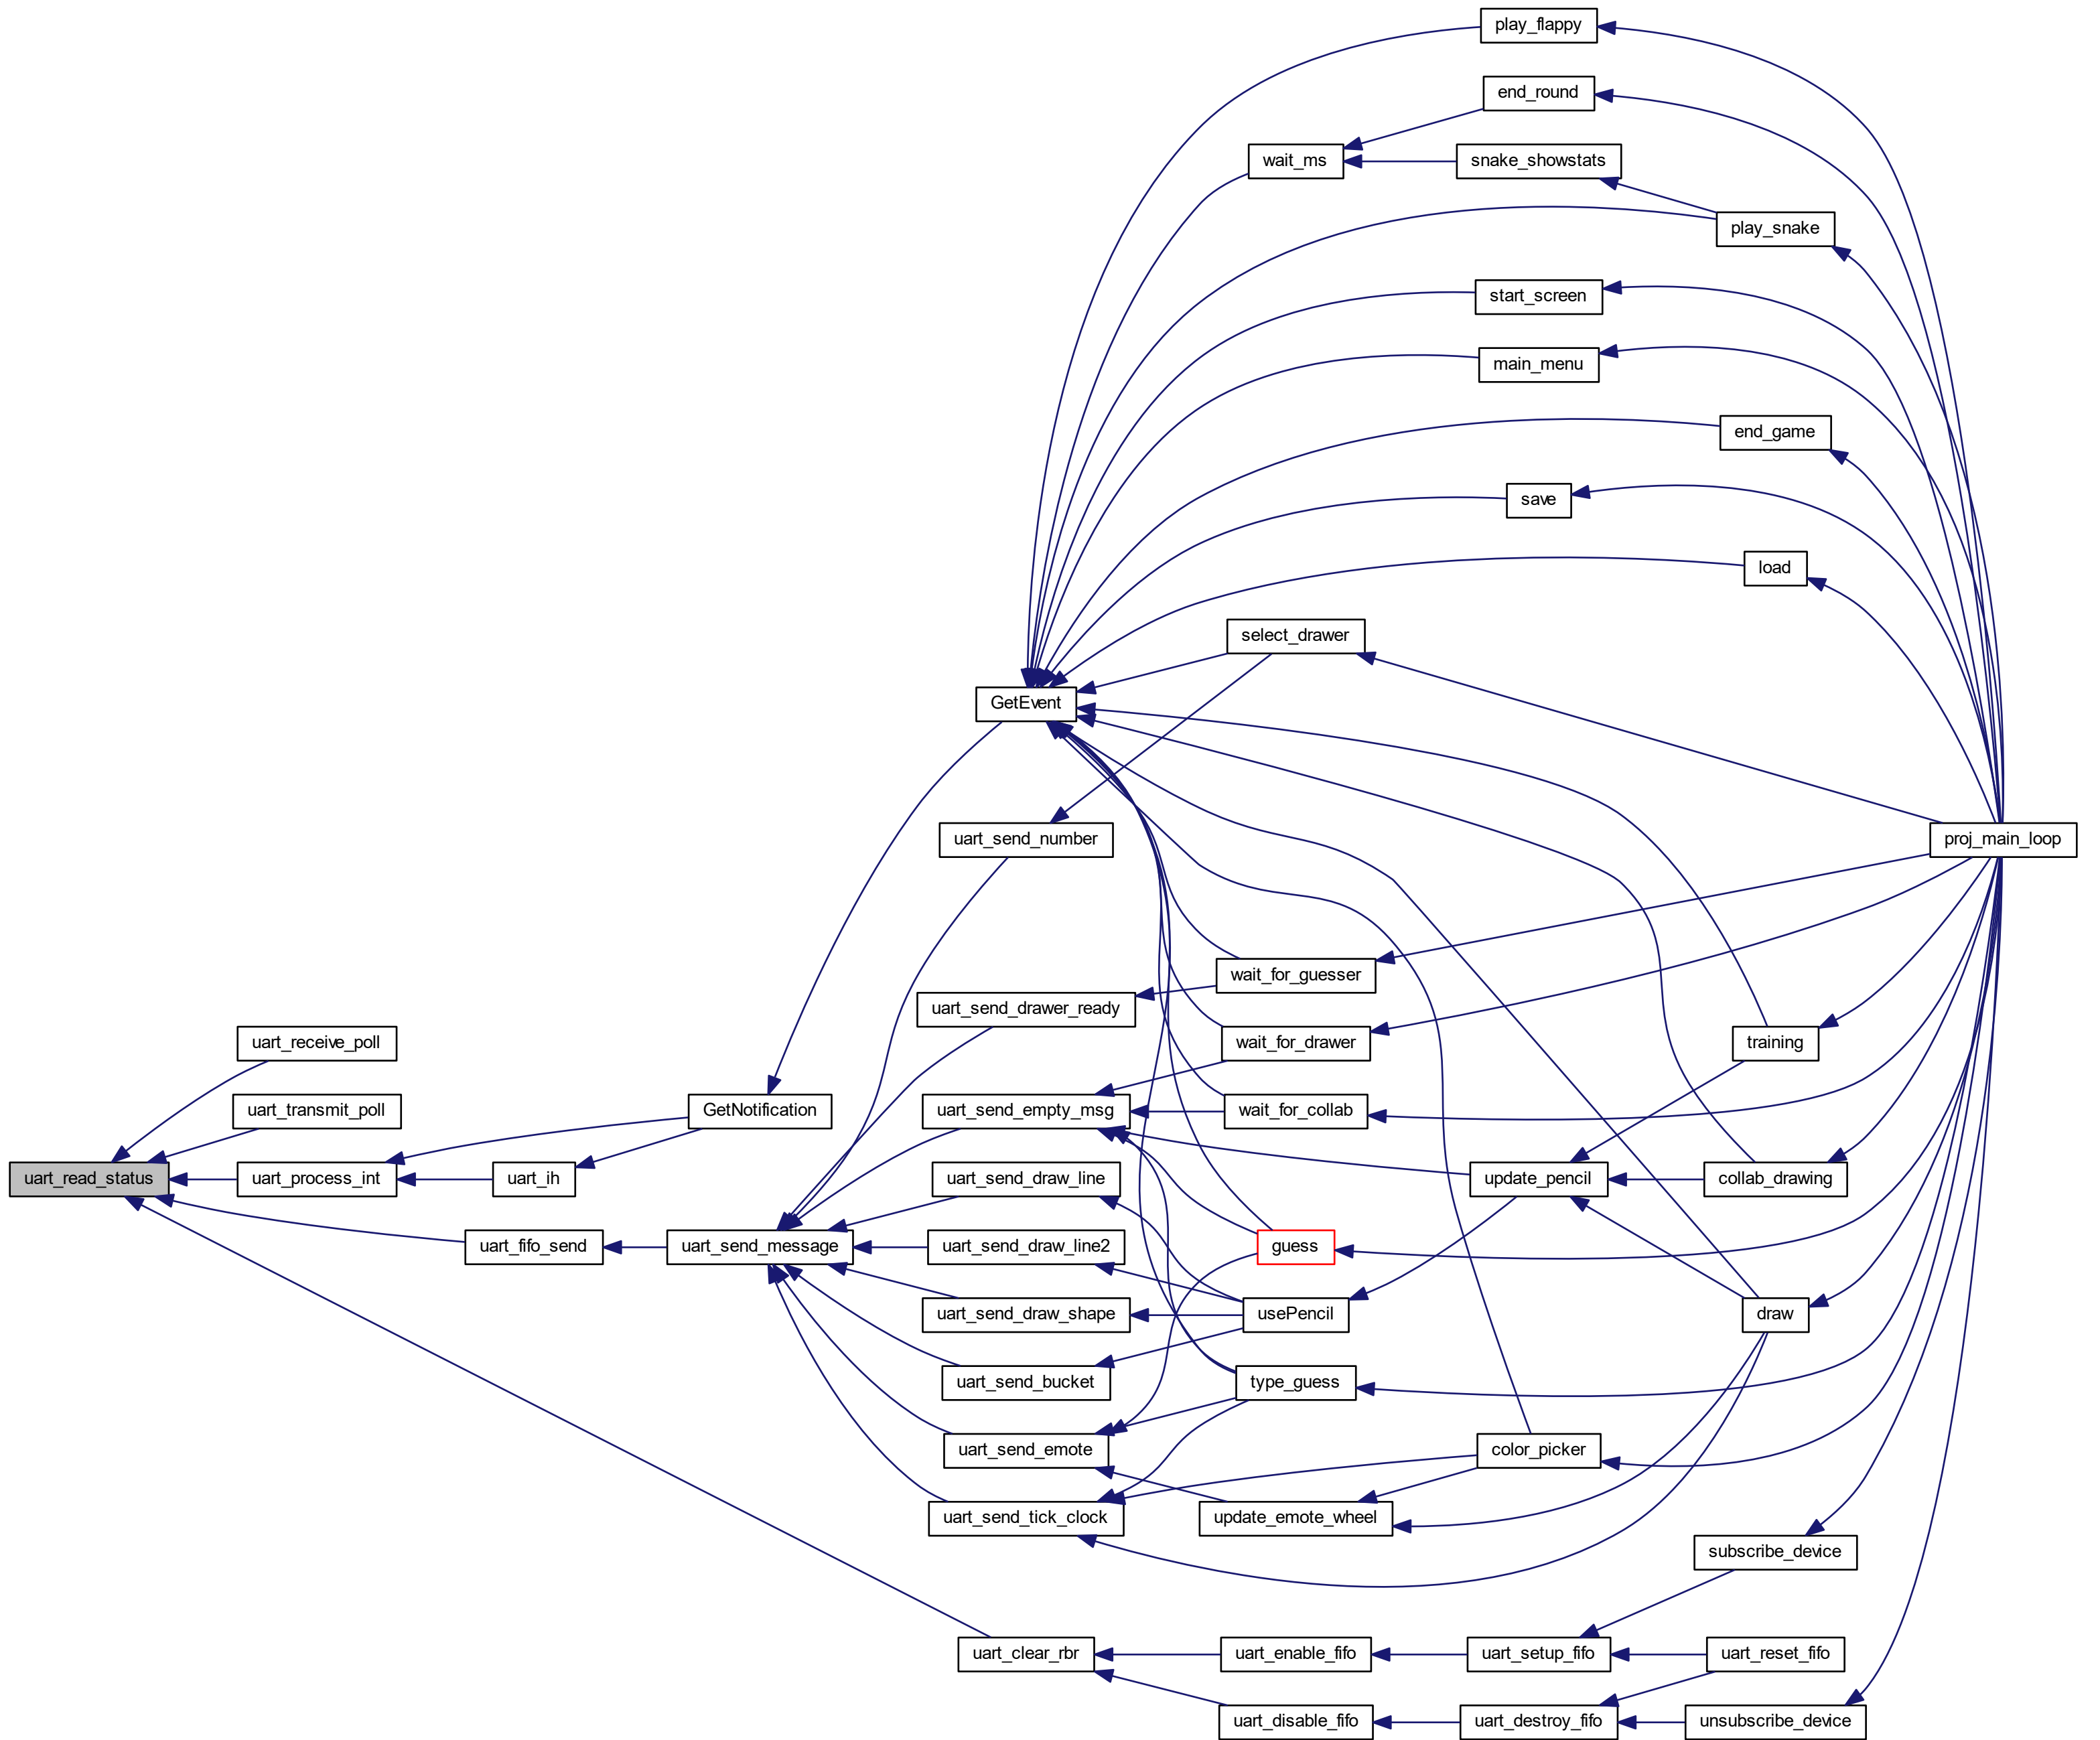 play_flappy
end_round
wait_ms
snake_showstats
play_snake
start_screen
main_menu
end_game
save
load
select_drawer
GetEvent
uart_send_number
proj_main_loop
wait_for_guesser
uart_send_drawer_ready
uart_receive_poll
wait_for_drawer
training
uart_transmit_poll
GetNotification
uart_send_empty_msg
wait_for_collab
uart_read_status
uart_process_int
uart_ih
uart_send_draw_line
update_pencil
collab_drawing
uart_fifo_send
uart_send_message
uart_send_draw_line2
guess
uart_send_draw_shape
usePencil
draw
uart_send_bucket
type_guess
uart_send_emote
color_picker
uart_send_tick_clock
update_emote_wheel
subscribe_device
uart_clear_rbr
uart_enable_fifo
uart_setup_fifo
uart_reset_fifo
uart_disable_fifo
uart_destroy_fifo
unsubscribe_device